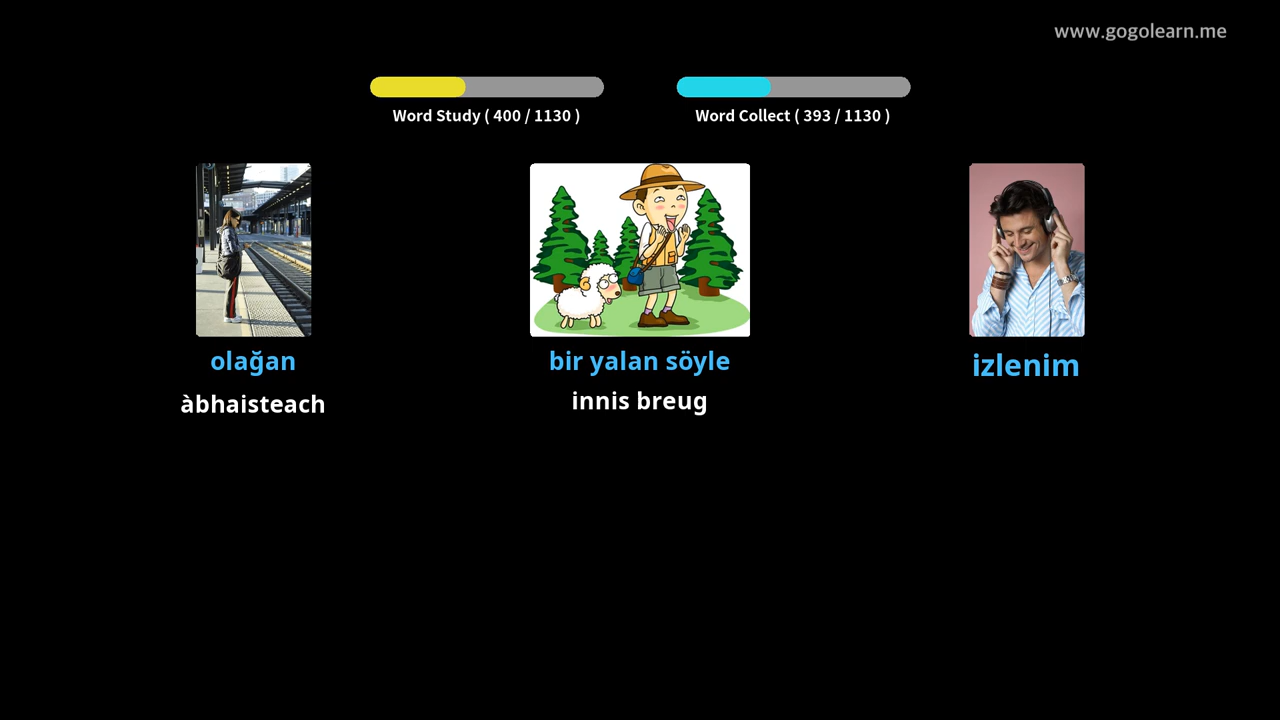 www.gogolearn.me
Word Study ( 400 / 1130 )
Word Collect ( 393 / 1130 )
olağan
àbhaisteach
bir yalan söyle
innis breug
izlenim